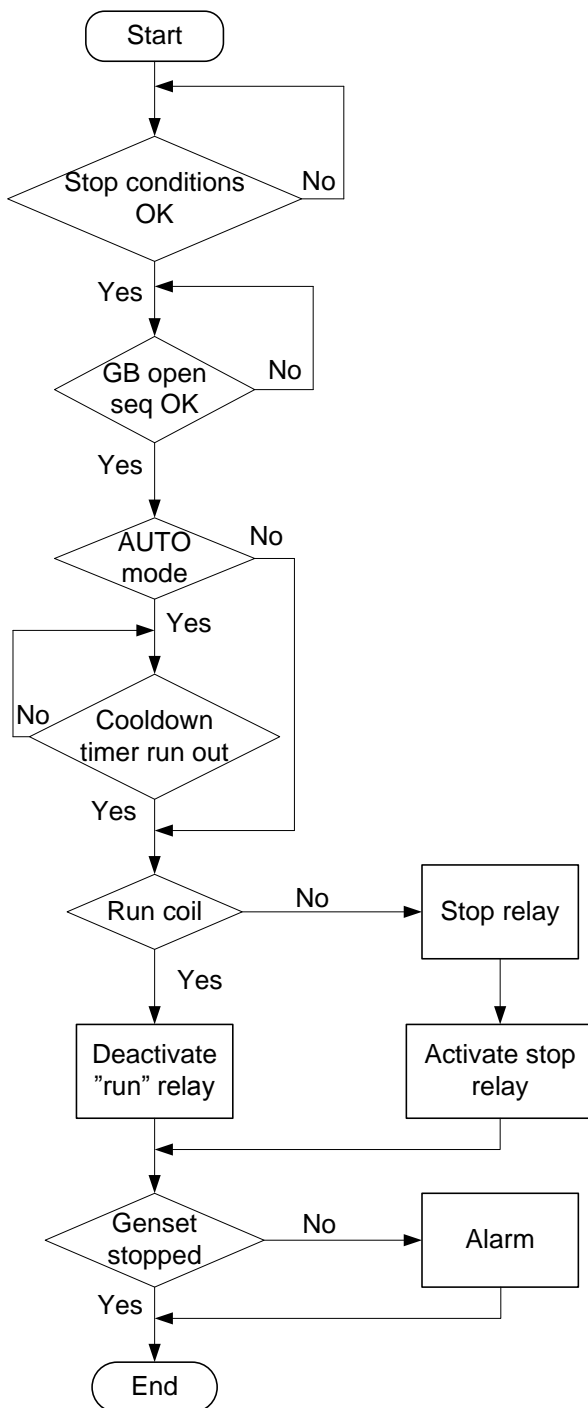 Start
Stop conditions
OK
No
Yes
GB open
seq OK
No
Yes
AUTO
mode
No
Yes
Cooldown
timer run out
No
Yes
Run coil
No
Stop relay
Yes
Deactivate
”run” relay
Activate stop
relay
Genset
stopped
No
Alarm
Yes
End